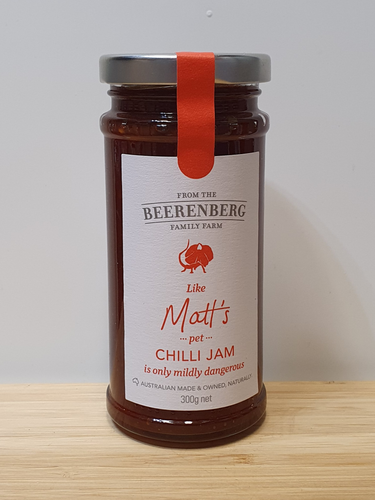 FROM THE
BEERENBERG
FAMILY FARM
Like
Matt's
... pet ...
CHILLI JAM
is only mildly dangerous
AUSTRALIAN MADE & OWNED, NATURALLY
300g net